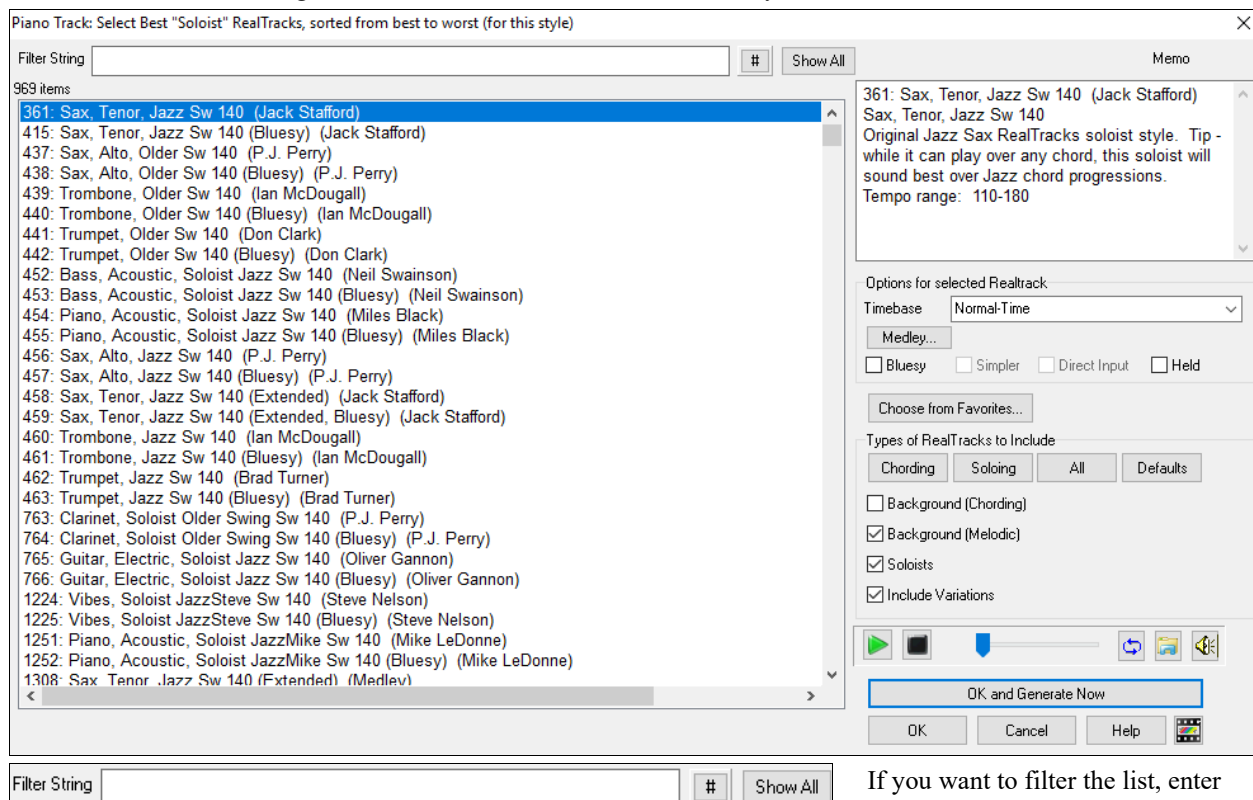 Piano Track: Select Best "Soloist" RealTracks, sorted from best to worst (for this style)
Filter String
#
Show All
Memo
969 items
361: Sax, Tenor, Jazz Sw 140  (Jack Stafford)
415: Sax, Tenor, Jazz Sw 140 (Bluesy)  (Jack Stafford)
437: Sax, Alto, Older Sw 140  (P.J. Perry)
438: Sax, Alto, Older Sw 140 (Bluesy)  (P.J. Perry)
439: Trombone, Older Sw 140  (Ian McDougall)
440: Trombone, Older Sw 140 (Bluesy)  (Ian McDougall)
441: Trumpet, Older Sw 140  (Don Clark)
442: Trumpet, Older Sw 140 (Bluesy)  (Don Clark)
452: Bass, Acoustic, Soloist Jazz Sw 140  (Neil Swainson)
453: Bass, Acoustic, Soloist Jazz Sw 140 (Bluesy)  (Neil Swainson)
454: Piano, Acoustic, Soloist Jazz Sw 140  (Miles Black)
455: Piano, Acoustic, Soloist Jazz Sw 140 (Bluesy)  (Miles Black)
456: Sax, Alto, Jazz Sw 140  (P.J. Perry)
457: Sax, Alto, Jazz Sw 140 (Bluesy)  (P.J. Perry)
458: Sax, Tenor, Jazz Sw 140 (Extended)  (Jack Stafford)
459: Sax, Tenor, Jazz Sw 140 (Extended, Bluesy)  (Jack Stafford)
460: Trombone, Jazz Sw 140  (Ian McDougall)
461: Trombone, Jazz Sw 140 (Bluesy)  (Ian McDougall)
462: Trumpet, Jazz Sw 140  (Brad Turner)
463: Trumpet, Jazz Sw 140 (Bluesy)  (Brad Turner)
763: Clarinet, Soloist Older Swing Sw 140  (P.J. Perry)
764: Clarinet, Soloist Older Swing Sw 140 (Bluesy)  (P.J. Perry)
765: Guitar, Electric, Soloist Jazz Sw 140  (Oliver Gannon)
766: Guitar, Electric, Soloist Jazz Sw 140 (Bluesy)  (Oliver Gannon)
1224: Vibes, Soloist JazzSteve Sw 140  (Steve Nelson)
1225: Vibes, Soloist JazzSteve Sw 140 (Bluesy)  (Steve Nelson)
1251: Piano, Acoustic, Soloist JazzMike Sw 140  (Mike LeDonne)
1252: Piano, Acoustic, Soloist JazzMike Sw 140 (Bluesy)  (Mike LeDonne)
1308: Sax, Tenor, Jazz Sw 140 (Extended)  (Medley)
361: Sax, Tenor, Jazz Sw 140  (Jack Stafford)
Sax, Tenor, Jazz Sw 140
Original Jazz Sax RealTracks soloist style.  Tip -
while it can play over any chord, this soloist will
sound best over Jazz chord progressions.
Tempo range:  110-180
Options for selected Realtrack
Timebase
Normal-Time
Medley...
Bluesy
Simpler
Direct Input
Held
Choose from Favorites...
Types of RealTracks to Include
Chording
Soloing
All
Defaults
Background (Chording)
Background (Melodic)
Soloists
Include Variations
OK and Generate Now
OK
Cancel
Help
Filter String
#
Show All
If you want to filter the list, enter